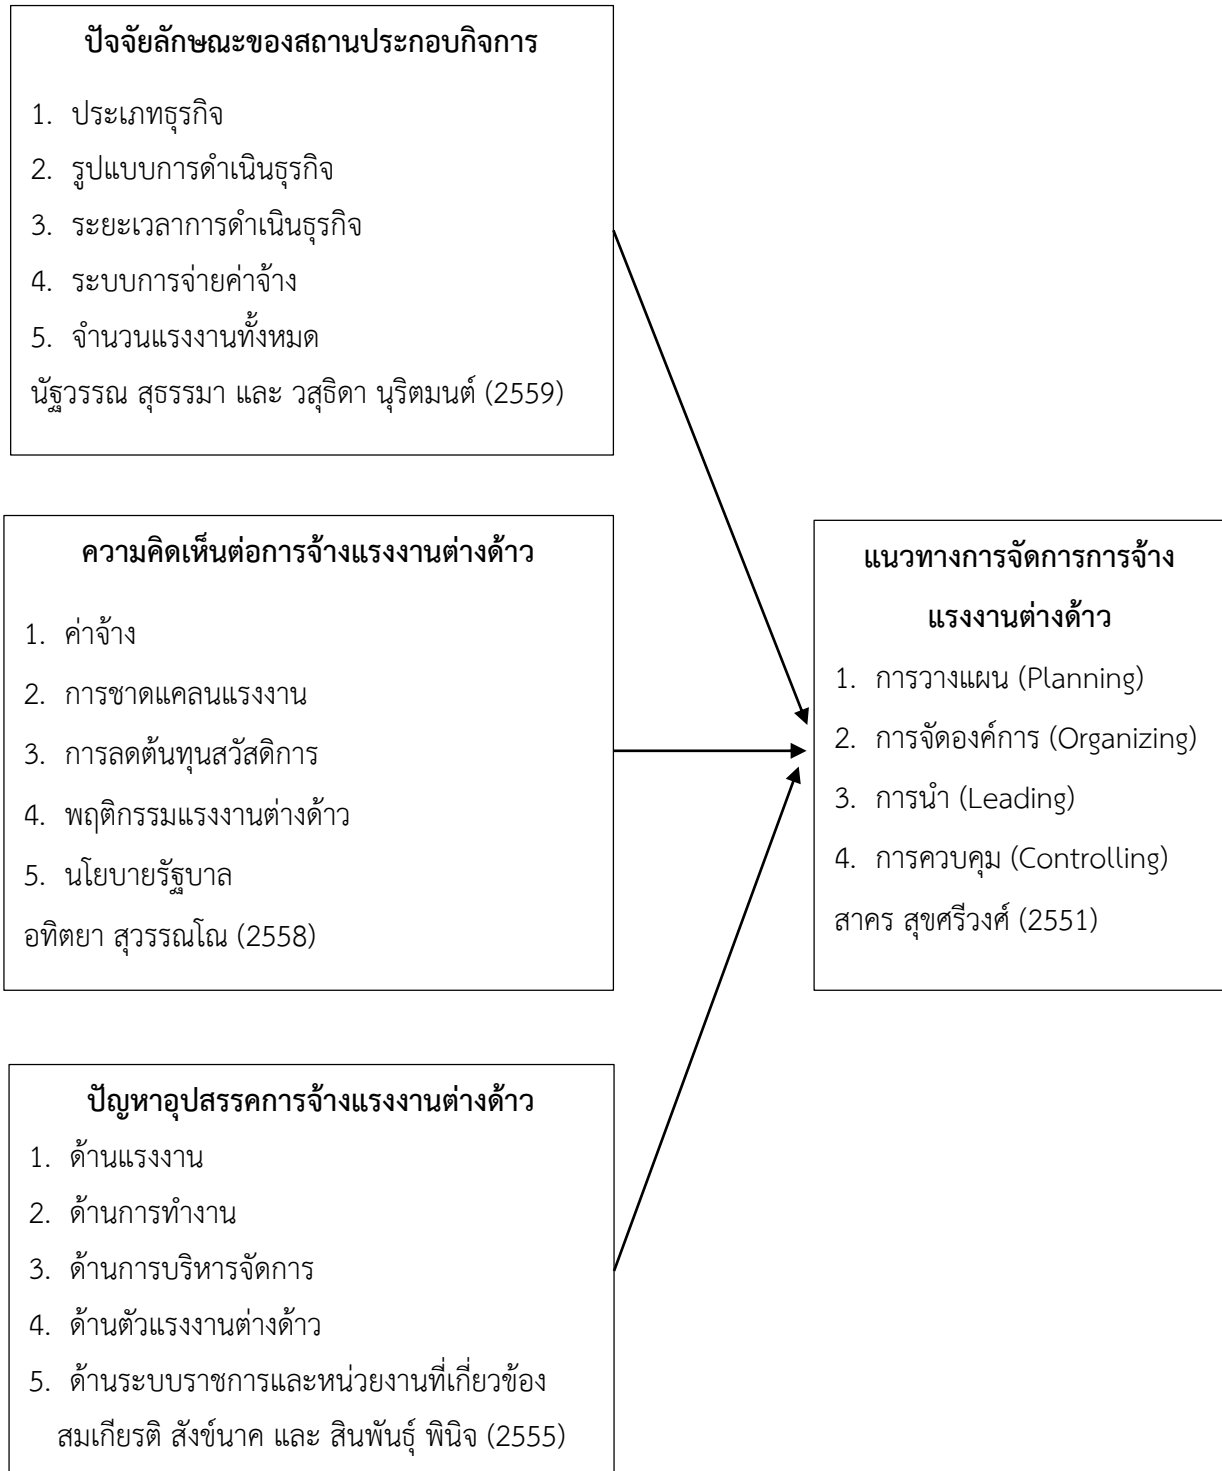 ปัจจัยลักษณะของสถานประกอบกิจการ
1. ประเภทธุรกิจ
2. รูปแบบการดำเนินธุรกิจ
3. ระยะเวลาการดำเนินธุรกิจ
4. ระบบการจ่ายค่าจ้าง
5. จำนวนแรงงานทั้งหมด
นัฐวรรณ สุธรรมา และ วสุธิดา นุริตมนต์ (2559)
ความคิดเห็นต่อการจ้างแรงงานต่างด้าว
1. ค่าจ้าง
2. การขาดแคลนแรงงาน
3. การลดต้นทุนสวัสดิการ
4. พฤติกรรมแรงงานต่างด้าว
5. นโยบายรัฐบาล
อทิตยา สุวรรณโณ (2558)
ปัญหาอุปสรรคการจ้างแรงงานต่างด้าว
1. ด้านแรงงาน
2. ด้านการทำงาน
3. ด้านการบริหารจัดการ
4. ด้านตัวแรงงานต่างด้าว
5. ด้านระบบราชการและหน่วยงานที่เกี่ยวข้อง
สมเกียรติ สังข์นาค และ สินพันธุ์ พินิจ (2555)
แนวทางการจัดการการจ้าง
แรงงานต่างด้าว
1. การวางแผน (Planning)
2. การจัดองค์การ (Organizing)
3. การนำ (Leading)
4. การควบคุม (Controlling)
สาคร สุขศรีวงศ์ (2551)